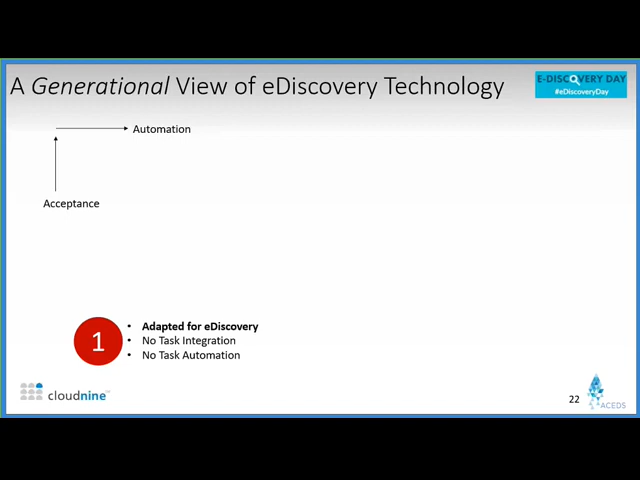 A Generational View of eDiscovery Technology
E-DISCOVERY DAY
#eDiscoveryDay
Automation
Acceptance
1
• Adapted for eDiscovery
• No Task Integration
• No Task Automation
cloudnine
22
ACEDS